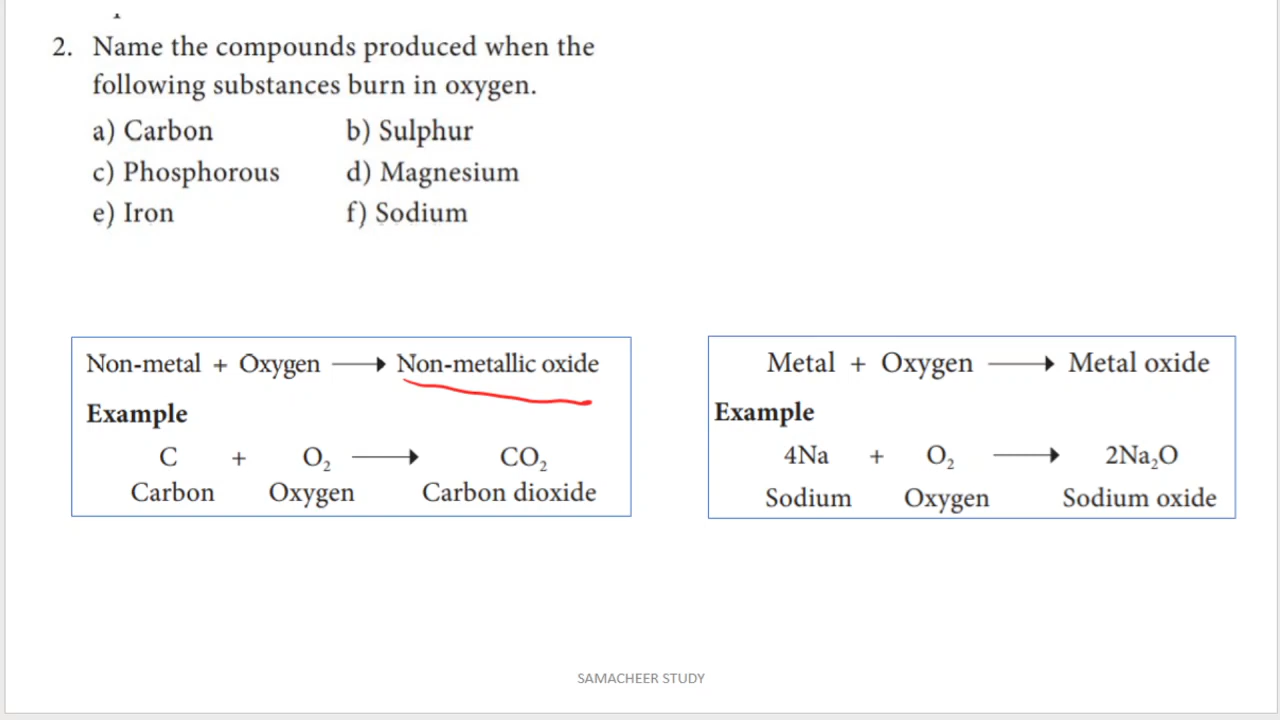 2. Name the compounds produced when the
following substances burn in oxygen.
a) Carbon b) Sulphur
c) Phosphorous d) Magnesium
e) Iron f) Sodium
Non-metal + Oxygen ⟶ Non-metallic oxide
Example
C + O₂ ⟶ CO₂
Carbon Oxygen Carbon dioxide
Metal + Oxygen ⟶ Metal oxide
Example
4Na + O₂ ⟶ 2Na₂O
Sodium Oxygen Sodium oxide
SAMACHEER STUDY